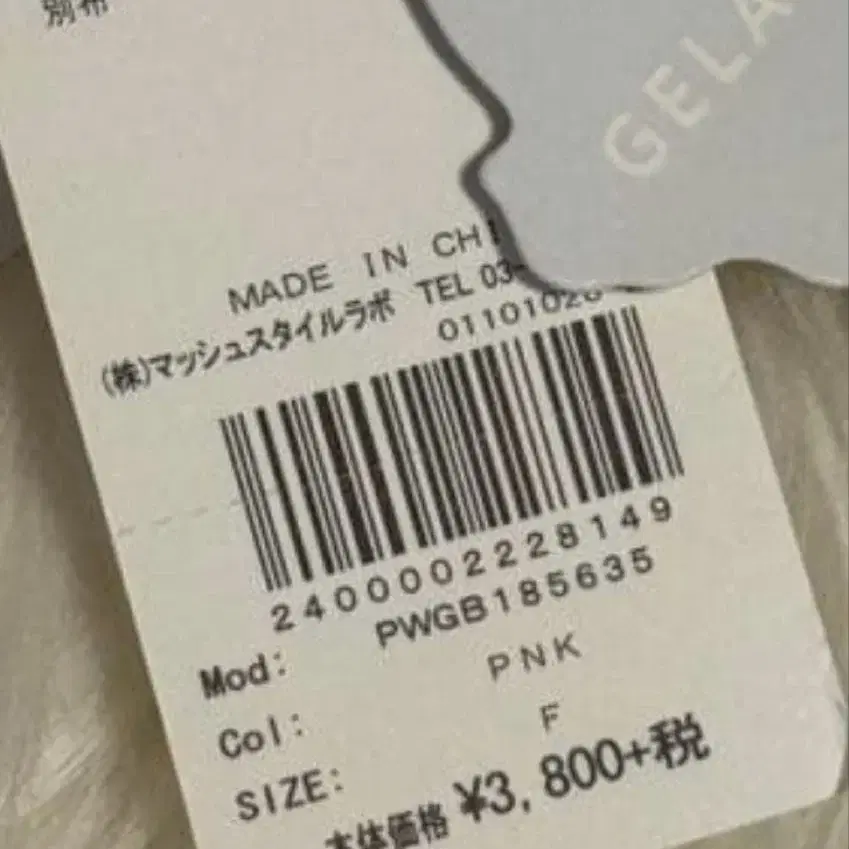 別布
GELA
MADE IN CHI
(株)マッシュスタイルラボ TEL 03-
01101020
2400002228149
Mod: PWGB185635
Col: PNK
SIZE: F
本体価格 ¥3,800+税